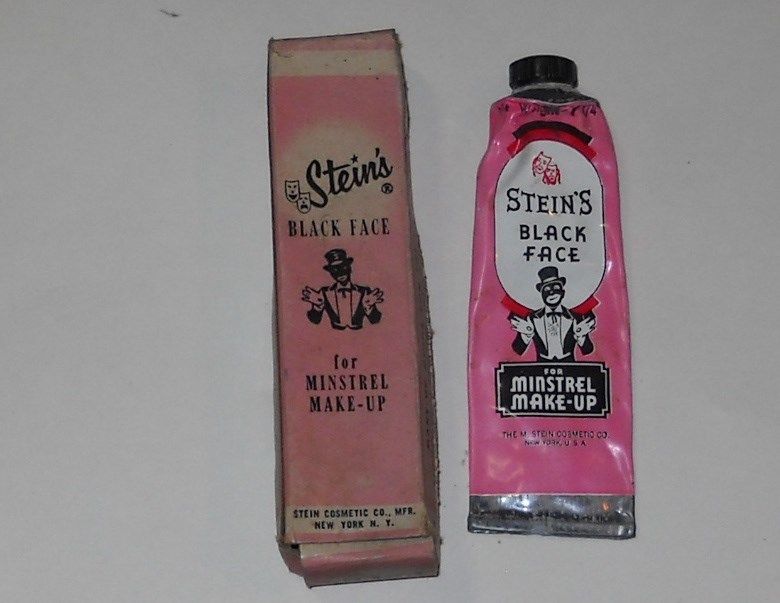 Stein's ®
BLACK FACE
for
MINSTREL
MAKE-UP
STEIN COSMETIC CO., MFR.
NEW YORK N. Y.
STEIN'S
BLACK
FACE
FOR
MINSTREL
MAKE-UP
THE M. STEIN COSMETIC CO.
NEW YORK, U.S.A.